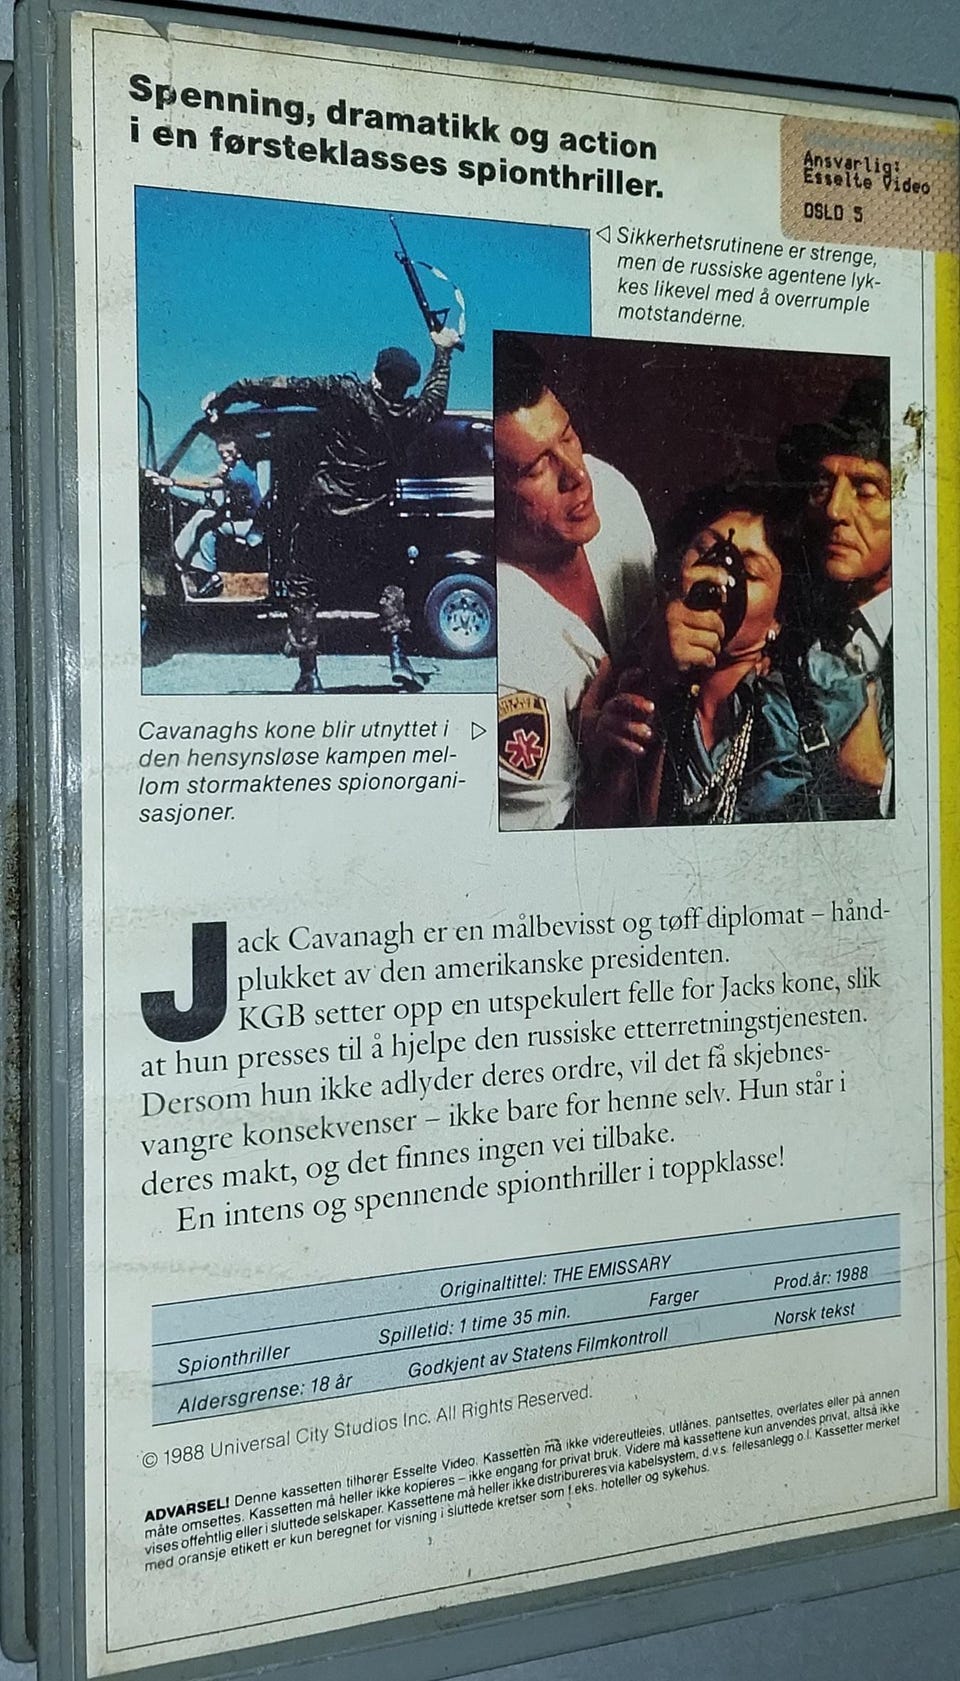 Spenning, dramatikk og action
i en førsteklasses spionthriller.
Ansvarlig:
Esselte Video
OSLO 5
◁ Sikkerhetsrutinene er strenge,
men de russiske agentene lyk-
kes likevel med å overrumple
motstanderne.
Cavanaghs kone blir utnyttet i ▷
den hensynsløse kampen mel-
lom stormaktenes spionorgani-
sasjoner.
Jack Cavanagh er en målbevisst og tøff diplomat – hånd-
plukket av den amerikanske presidenten.
KGB setter opp en utspekulert felle for Jacks kone, slik
at hun presses til å hjelpe den russiske etterretningstjenesten.
Dersom hun ikke adlyder deres ordre, vil det få skjebnes-
vangre konsekvenser – ikke bare for henne selv. Hun står i
deres makt, og det finnes ingen vei tilbake.
En intens og spennende spionthriller i toppklasse!
Originaltittel: THE EMISSARY
Spionthriller Spilletid: 1 time 35 min. Farger Prod.år: 1988
Aldersgrense: 18 år Godkjent av Statens Filmkontroll Norsk tekst
© 1988 Universal City Studios Inc. All Rights Reserved.
ADVARSEL! Denne kassetten tilhører Esselte Video. Kassetten må ikke videreutleies, utlånes, pantsettes, overlates eller på annen
måte omsettes. Kassetten må heller ikke kopieres – ikke engang for privat bruk. Videre må kassettene kun anvendes privat, altså ikke
vises offentlig eller i sluttede selskaper. Kassettene må heller ikke distribureres via kabelsystem, d.v.s. fellesanlegg o.l. Kassetter merket
med oransje etikett er kun beregnet for visning i sluttede kretser som f.eks. hoteller og sykehus.